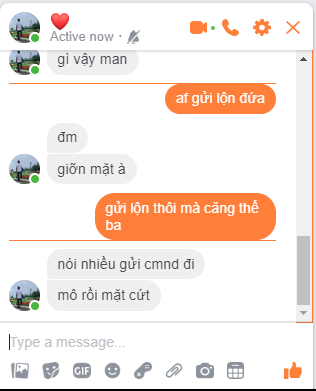 Active now ·
gì vậy man
af gửi lộn đứa
đm
giỡn mặt à
gửi lộn thôi mà căng thế
ba
nói nhiều gửi cmnd đi
mô rồi mặt cứt
Type a message...
GIF